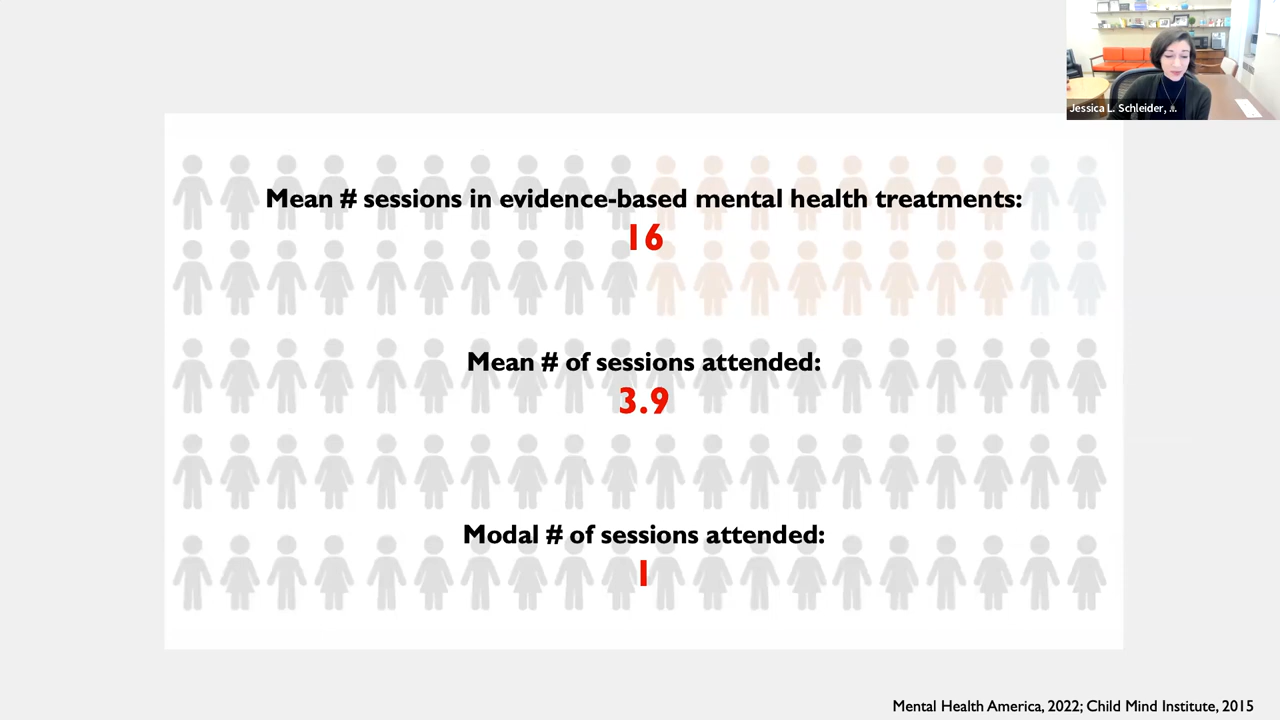 Jessica L. Schleider, ...
Mean # sessions in evidence-based mental health treatments:
16
Mean # of sessions attended:
3.9
Modal # of sessions attended:
1
Mental Health America, 2022; Child Mind Institute, 2015